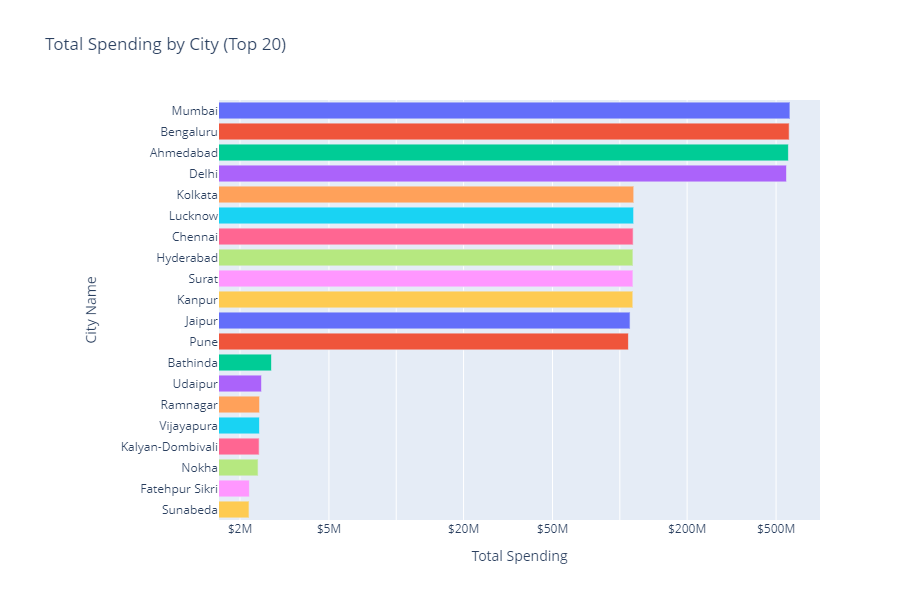 Total Spending by City (Top 20)
Mumbai
Bengaluru
Ahmedabad
Delhi
Kolkata
Lucknow
Chennai
Hyderabad
Surat
Kanpur
Jaipur
Pune
Bathinda
Udaipur
Ramnagar
Vijayapura
Kalyan-Dombivali
Nokha
Fatehpur Sikri
Sunabeda
City Name
$2M $5M $20M $50M $200M $500M
Total Spending